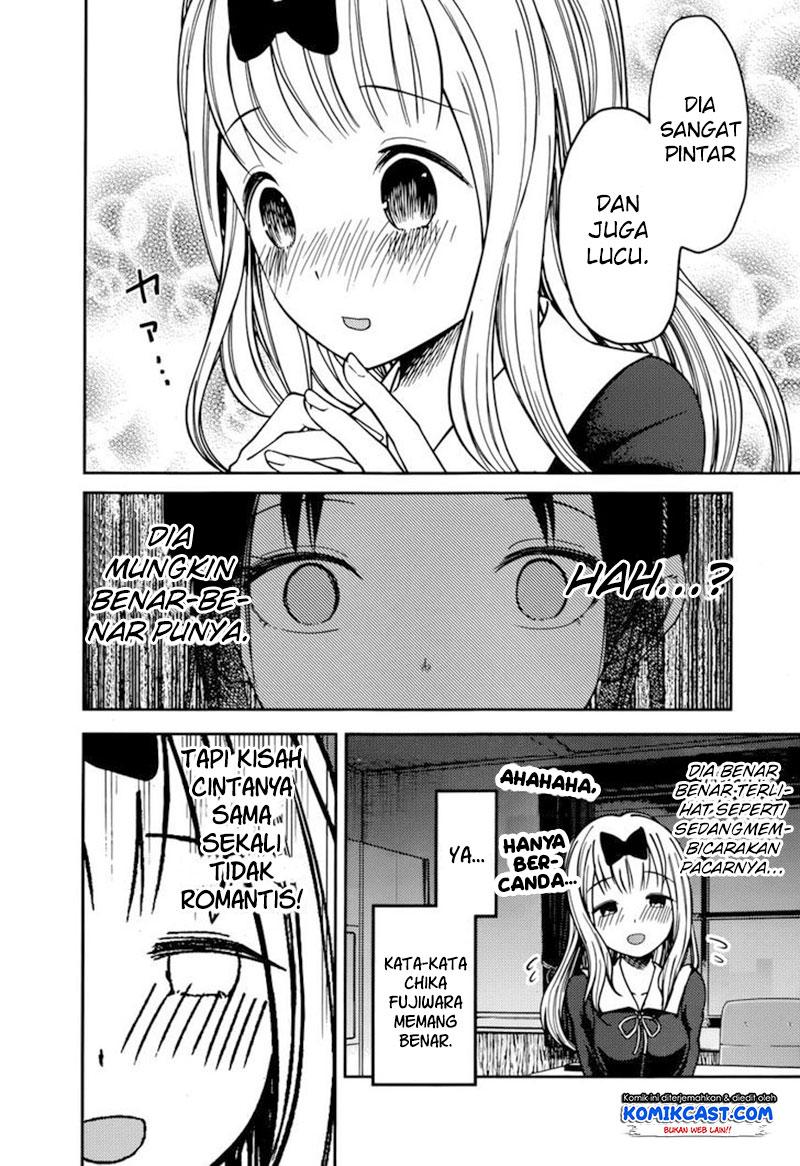 DIA
SANGAT
PINTAR
DAN
JUGA
LUCU.
カァ...
HAH...?
DIA
MUNGKIN
BENAR-BE-
NAR PUNYA.
DIA BENAR
BENAR TERLI-
HAT SEPERTI
SEDANG MEM-
BICARAKAN
PACARNYA...
AHAHAHA,
HANYA
BER-
CANDA...
YA...
KATA-KATA
CHIKA
FUJIWARA
MEMANG
BENAR.
TAPI KISAH
CINTANYA
SAMA
SEKALI
TIDAK
ROMANTIS!
Komik ini diterjemahkan & diedit oleh
KOMIKCAST.COM
BUKAN WEB LAIN!!